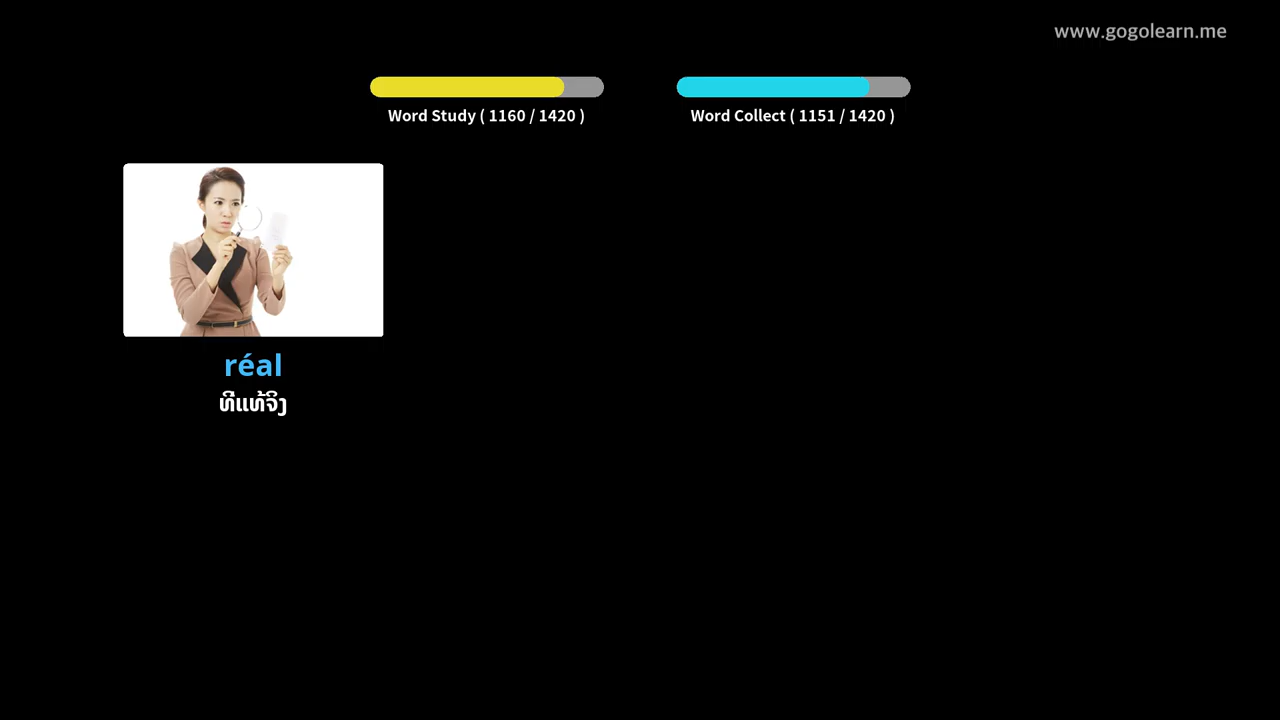 www.gogolearn.me
Word Study ( 1160 / 1420 )
Word Collect ( 1151 / 1420 )
réal
ທີ່ແທ້ຈິງ